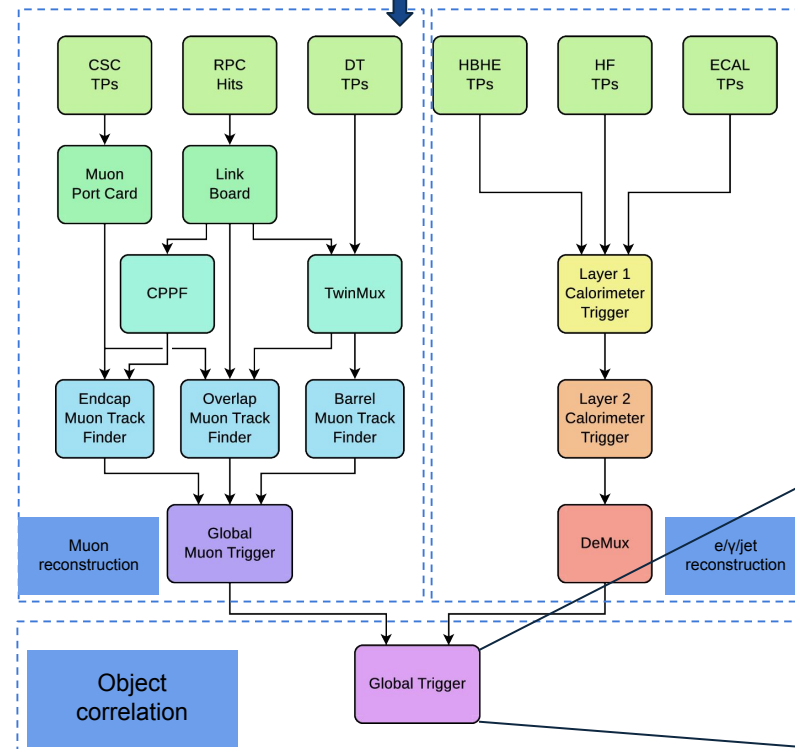 CSC
TPs
RPC
Hits
DT
TPs
HBHE
TPs
HF
TPs
ECAL
TPs
Muon
Port Card
Link
Board
CPPF
TwinMux
Layer 1
Calorimeter
Trigger
Endcap
Muon Track
Finder
Overlap
Muon Track
Finder
Barrel
Muon Track
Finder
Layer 2
Calorimeter
Trigger
Muon
reconstruction
Global
Muon Trigger
DeMux
e/γ/jet
reconstruction
Object
correlation
Global Trigger